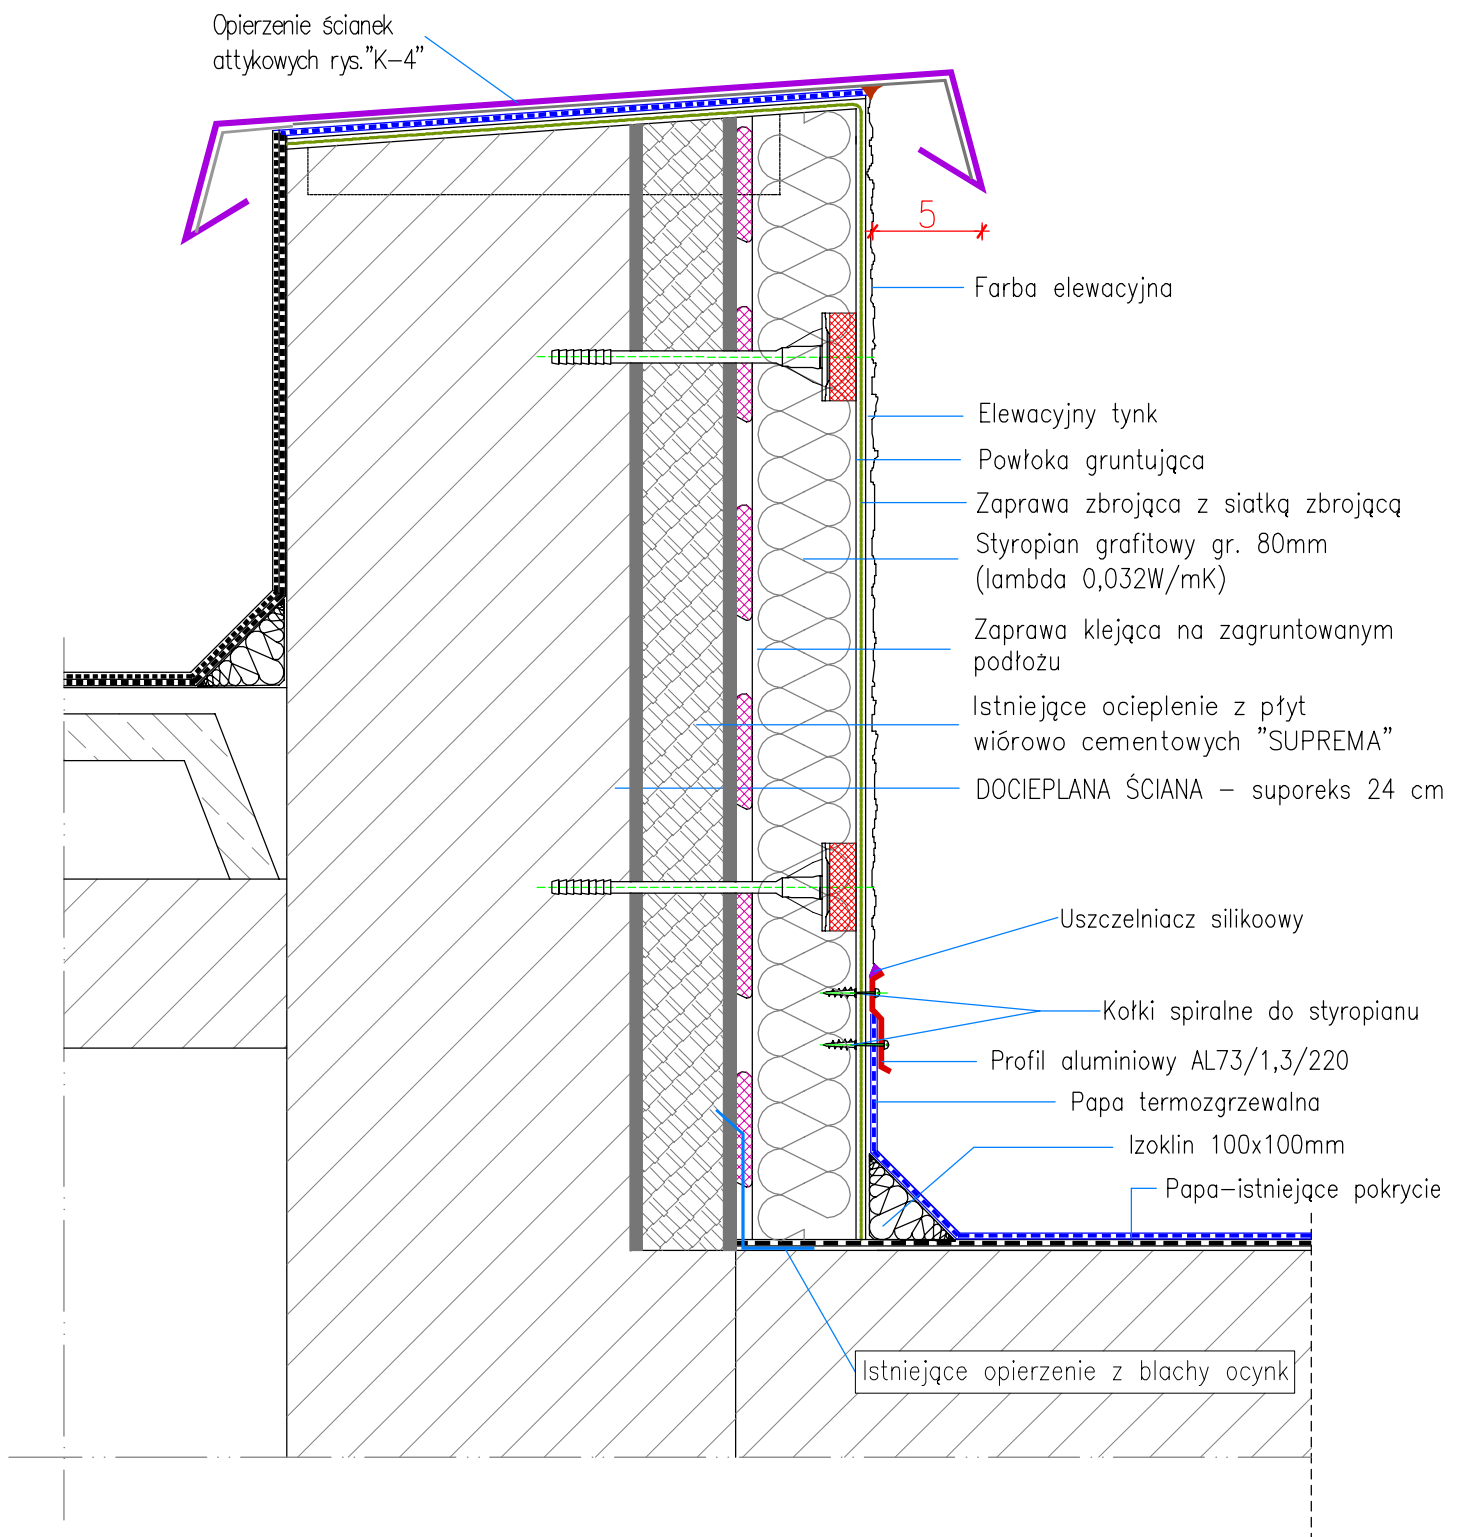 Opierzenie ścianek
attykowych rys."K–4"
5
Farba elewacyjna
Elewacyjny tynk
Powłoka gruntująca
Zaprawa zbrojąca z siatką zbrojącą
Styropian grafitowy gr. 80mm
(lambda 0,032W/mK)
Zaprawa klejąca na zagruntowanym
podłożu
Istniejące ocieplenie z płyt
wiórowo cementowych "SUPREMA"
DOCIEPLANA ŚCIANA – suporeks 24 cm
Uszczelniacz silikoowy
Kołki spiralne do styropianu
Profil aluminiowy AL73/1,3/220
Papa termozgrzewalna
Izoklin 100x100mm
Papa–istniejące pokrycie
Istniejące opierzenie z blachy ocynk